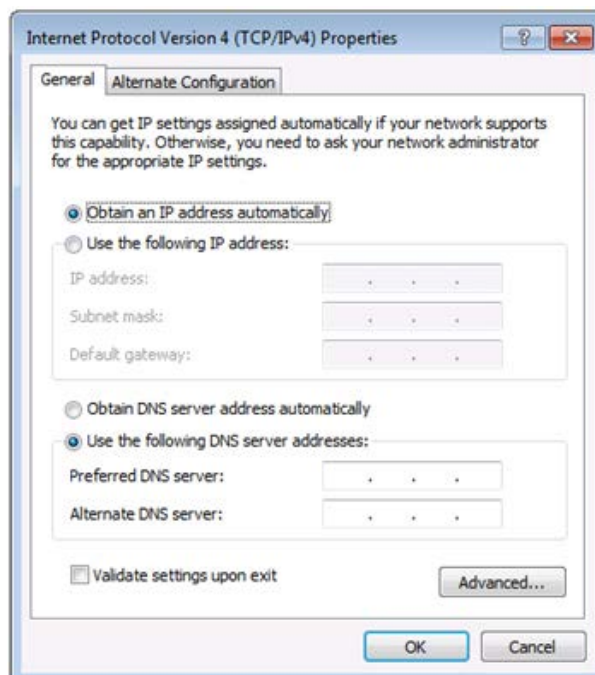 Internet Protocol Version 4 (TCP/IPv4) Properties
General
Alternate Configuration
You can get IP settings assigned automatically if your network supports
this capability. Otherwise, you need to ask your network administrator
for the appropriate IP settings.
Obtain an IP address automatically
Use the following IP address:
IP address:
Subnet mask:
Default gateway:
Obtain DNS server address automatically
Use the following DNS server addresses:
Preferred DNS server:
Alternate DNS server:
Validate settings upon exit
Advanced...
OK
Cancel